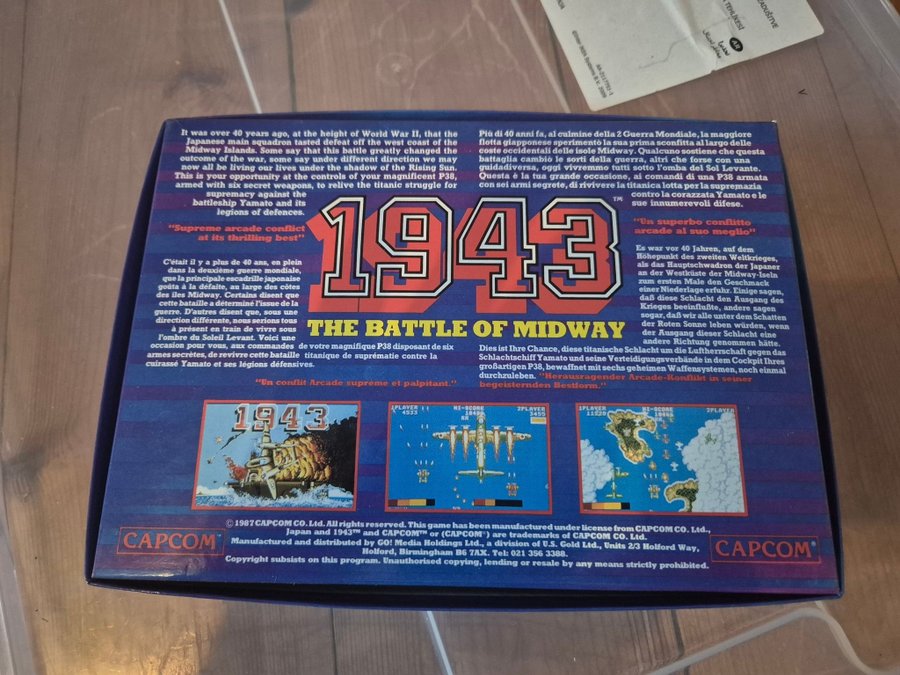 RADUŠTVE
TEHLİKESİ
AR
AA-2117701-1
It was over 40 years ago, at the height of World War II, that the
Japanese main squadron tasted defeat off the west coast of the
Midway Islands. Some say that this battle greatly changed the
outcome of the war, some say under different direction we may
now all be living our lives under the shadow of the Rising Sun.
This is your opportunity at the controls of your magnificent P38,
armed with six secret weapons, to relive the titanic struggle for
supremacy against the
battleship Yamato and its
legions of defences.
"Supreme arcade conflict
at its thrilling best"
Più di 40 anni fa, al culmine della 2 Guerra Mondiale, la maggiore
flotta giapponese sperimentò la sua prima sconfitta al largo delle
coste occidentali delle isole Midway. Qualcuno sostiene che questa
battaglia cambiò le sorti della guerra, altri che forse con una
guida diversa, oggi vivremmo tutti sotto l'ombra del Sol Levante.
Questa è la tua grande occasione, ai comandi di una P38 armata
con sei armi segrete, di rivivere la titanica lotta per la supremazia
contro la corazzata Yamato e le
sue innumerevoli difese.
"Un superbo conflitto
arcade al suo meglio"
1943™
THE BATTLE OF MIDWAY
C'était il y a plus de 40 ans, en plein
dans la deuxième guerre mondiale,
que la principale escadrille japonaise
goûta à la défaite, au large des côtes
des îles Midway. Certains disent que
cette bataille a déterminé l'issue de la
guerre. D'autres disent que, sous une
direction différente, nous serions tous
à présent en train de vivre sous
l'ombre du Soleil Levant. Voici une
occasion pour vous, aux commandes de votre magnifique P38 disposant de six
armes secrètes, de revivre cette bataille titanique de suprématie contre la
cuirassé Yamato et ses légions défensives.
"Un conflit Arcade supreme et palpitant."
Es war vor 40 Jahren, auf dem
Höhepunkt des zweiten Weltkrieges,
als das Hauptschwadron der Japaner
an der Westküste der Midway-Iseln
zum ersten Male den Geschmack
einer Niederlage erfuhr. Einige sagen,
daß diese Schlacht den Ausgang des
Krieges beeinflußte, andere sagen
sogar, daß wir alle unter dem Schatten
der Roten Sonne leben würden, wenn
der Ausgang dieser Schlacht eine
andere Richtung genommen hätte.
Dies ist Ihre Chance, diese titanische Schlacht um die Luftherrschaft gegen das
Schlachtschiff Yamato und seine Verteidigungsverbände in dem Cockpit Ihres
großartigen P38, bewaffnet mit sechs geheimen Waffensystemen, noch einmal
durchzuleben. "Herausragender Arcade-Konflikt in seiner
begeisternden Bestform."
1943
1PLAYER HI-SCORE 2PLAYER
4533 3455
1PLAYER HI-SCORE 2PLAYER
11920
© 1987 CAPCOM CO. Ltd. All rights reserved. This game has been manufactured under license from CAPCOM CO. Ltd.,
Japan and 1943™ and CAPCOM™ or (CAPCOM™) are trademarks of CAPCOM CO. Ltd.
Manufactured and distributed by GO! Media Holdings Ltd., a division of U.S. Gold Ltd., Units 2/3 Holford Way,
Holford, Birmingham B6 7AX. Tel: 021 356 3388.
Copyright subsists on this program. Unauthorised copying, lending or resale by any means strictly prohibited.
CAPCOM™
CAPCOM™